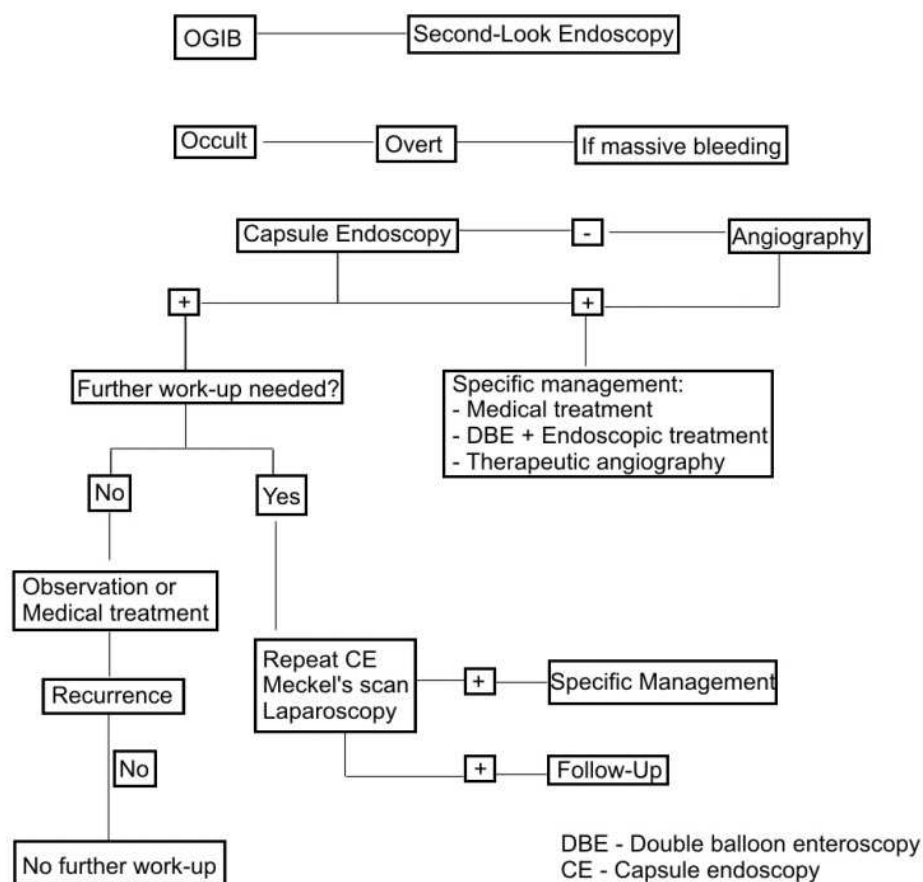 OGIB
Second-Look Endoscopy
Occult
Overt
If massive bleeding
Capsule Endoscopy
-
Angiography
+
+
Further work-up needed?
Specific management:
- Medical treatment
- DBE + Endoscopic treatment
- Therapeutic angiography
No
Yes
Observation or
Medical treatment
Repeat CE
Meckel's scan
Laparoscopy
+
Specific Management
Recurrence
No
+
Follow-Up
No further work-up
DBE - Double balloon enteroscopy
CE - Capsule endoscopy